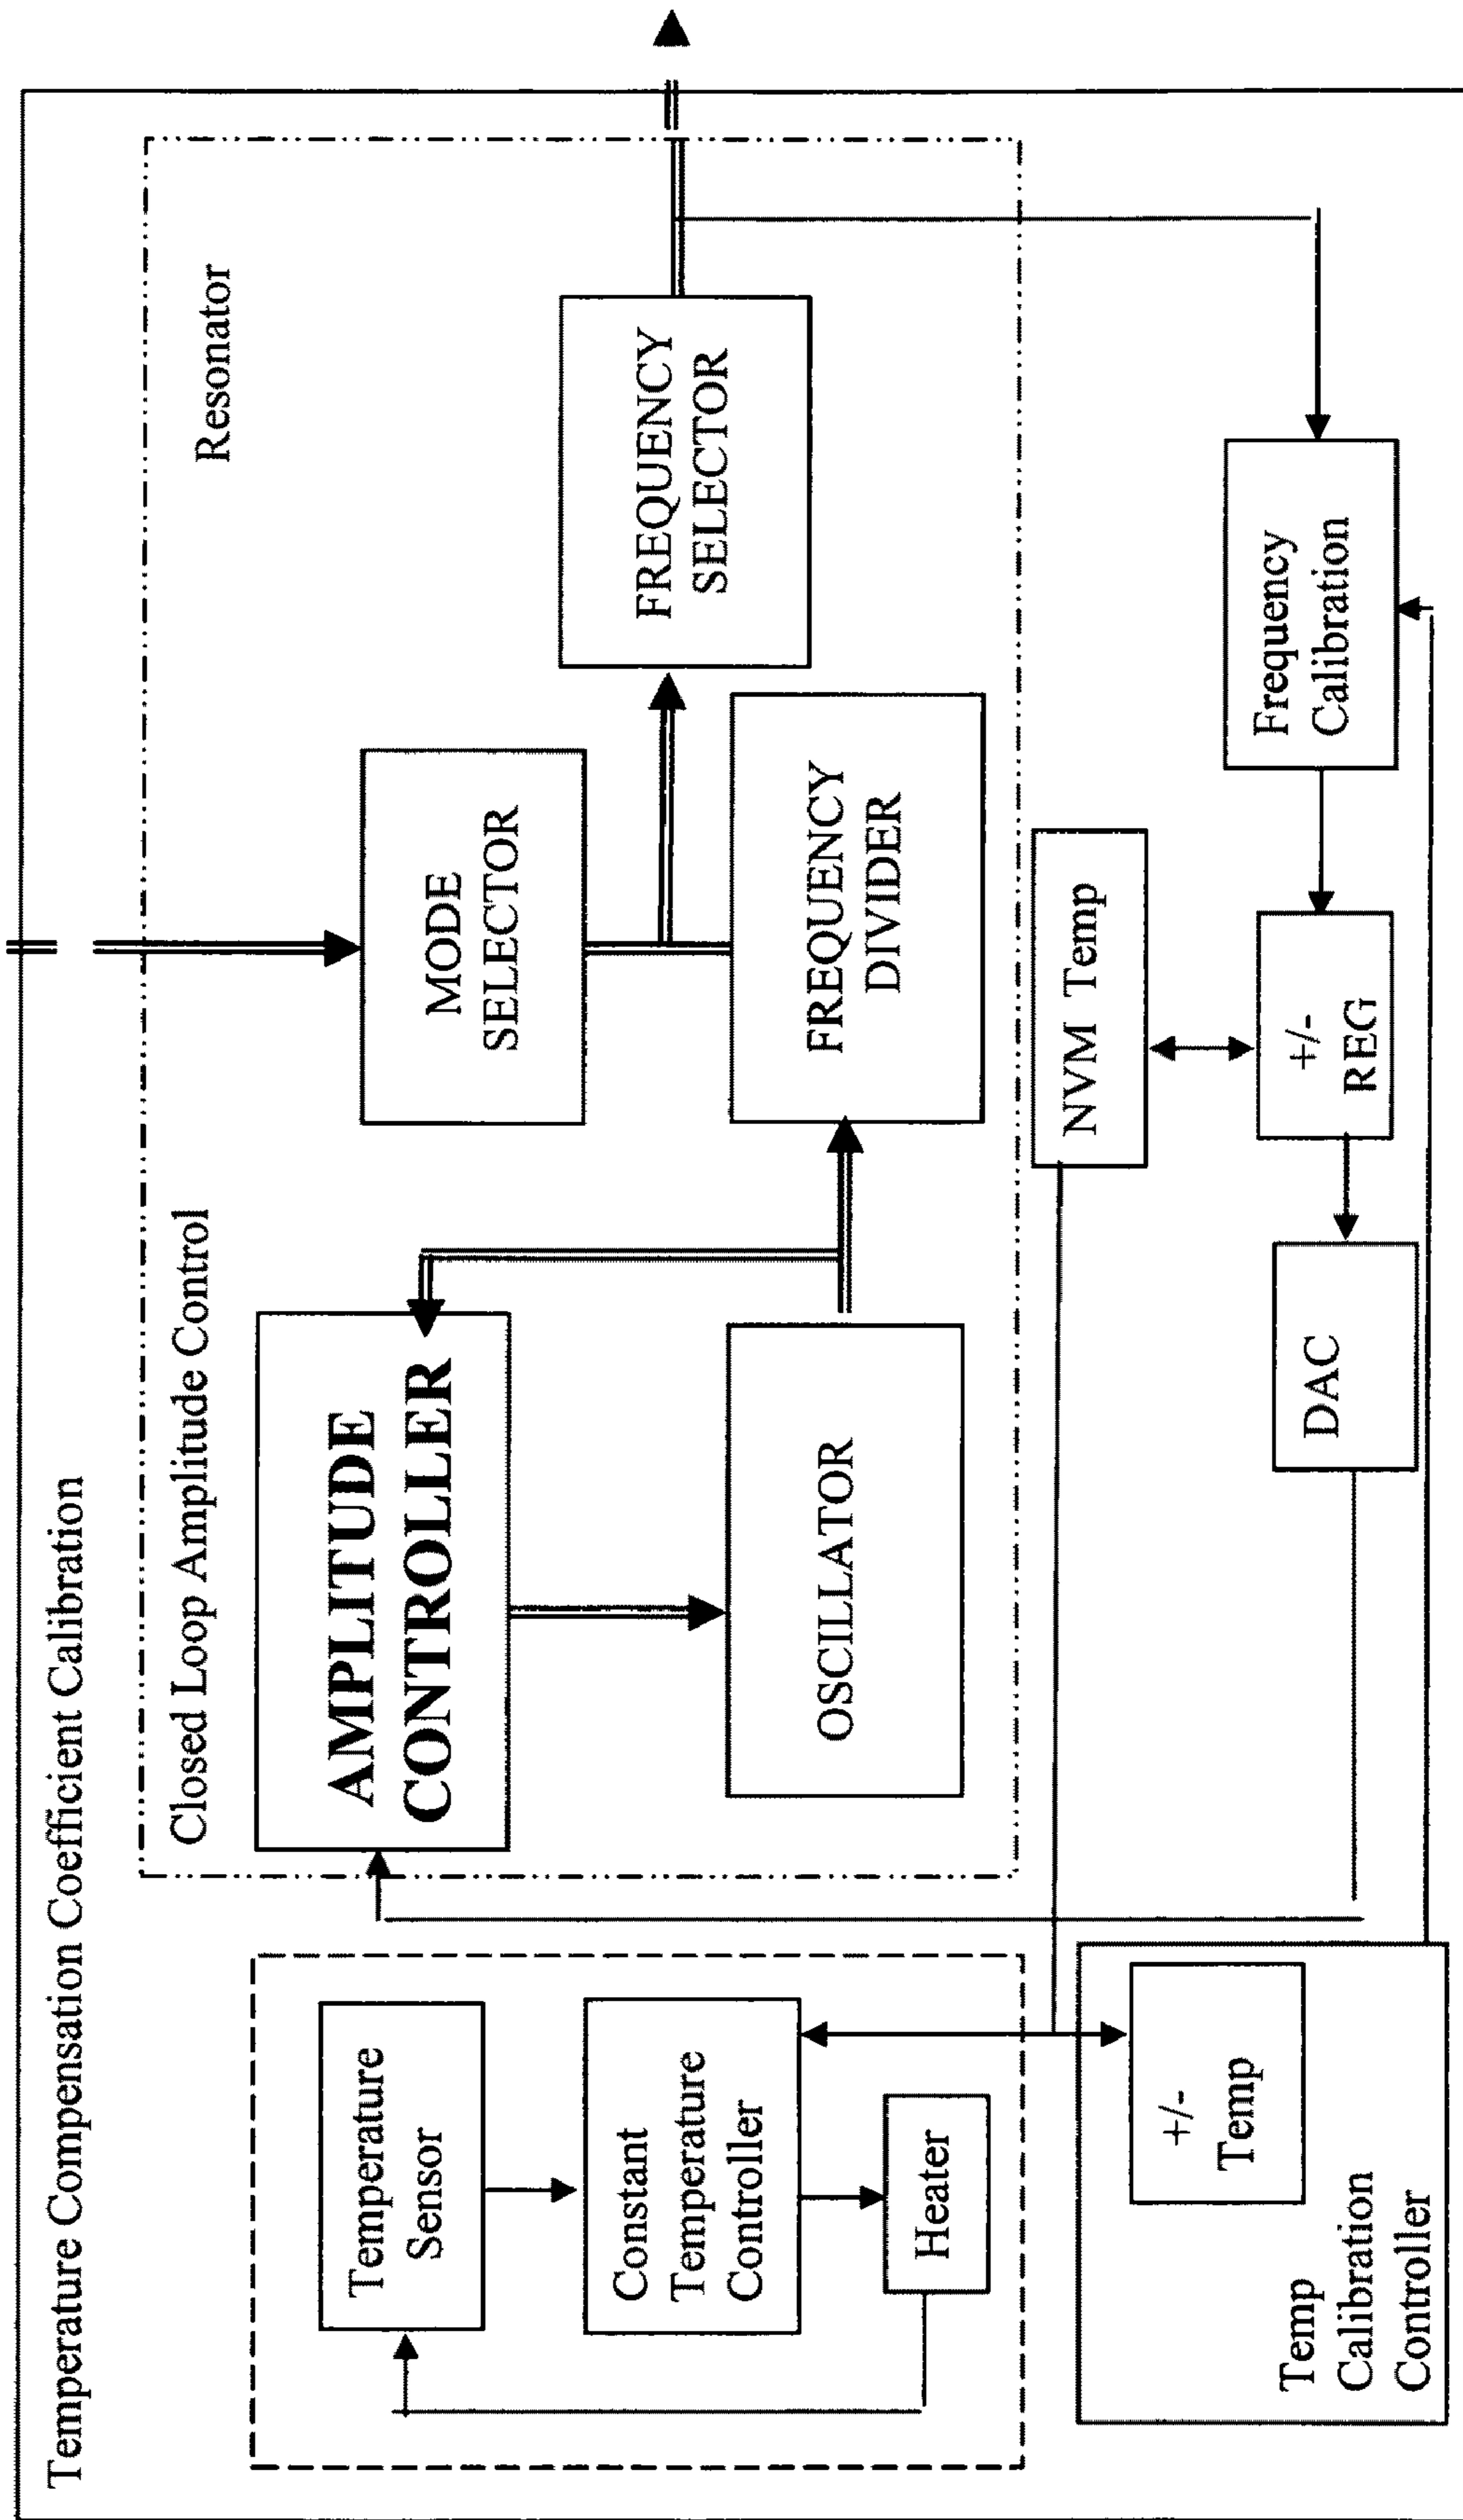 Temperature Compensation Coefficient Calibration
Closed Loop Amplitude Control
Resonator
AMPLITUDE
CONTROLLER
MODE
SELECTOR
FREQUENCY
SELECTOR
OSCILLATOR
FREQUENCY
DIVIDER
Temperature
Sensor
Constant
Temperature
Controller
Heater
NVM Temp
+/-
Temp
Temp
Calibration
Controller
DAC
+/-
REG
Frequency
Calibration